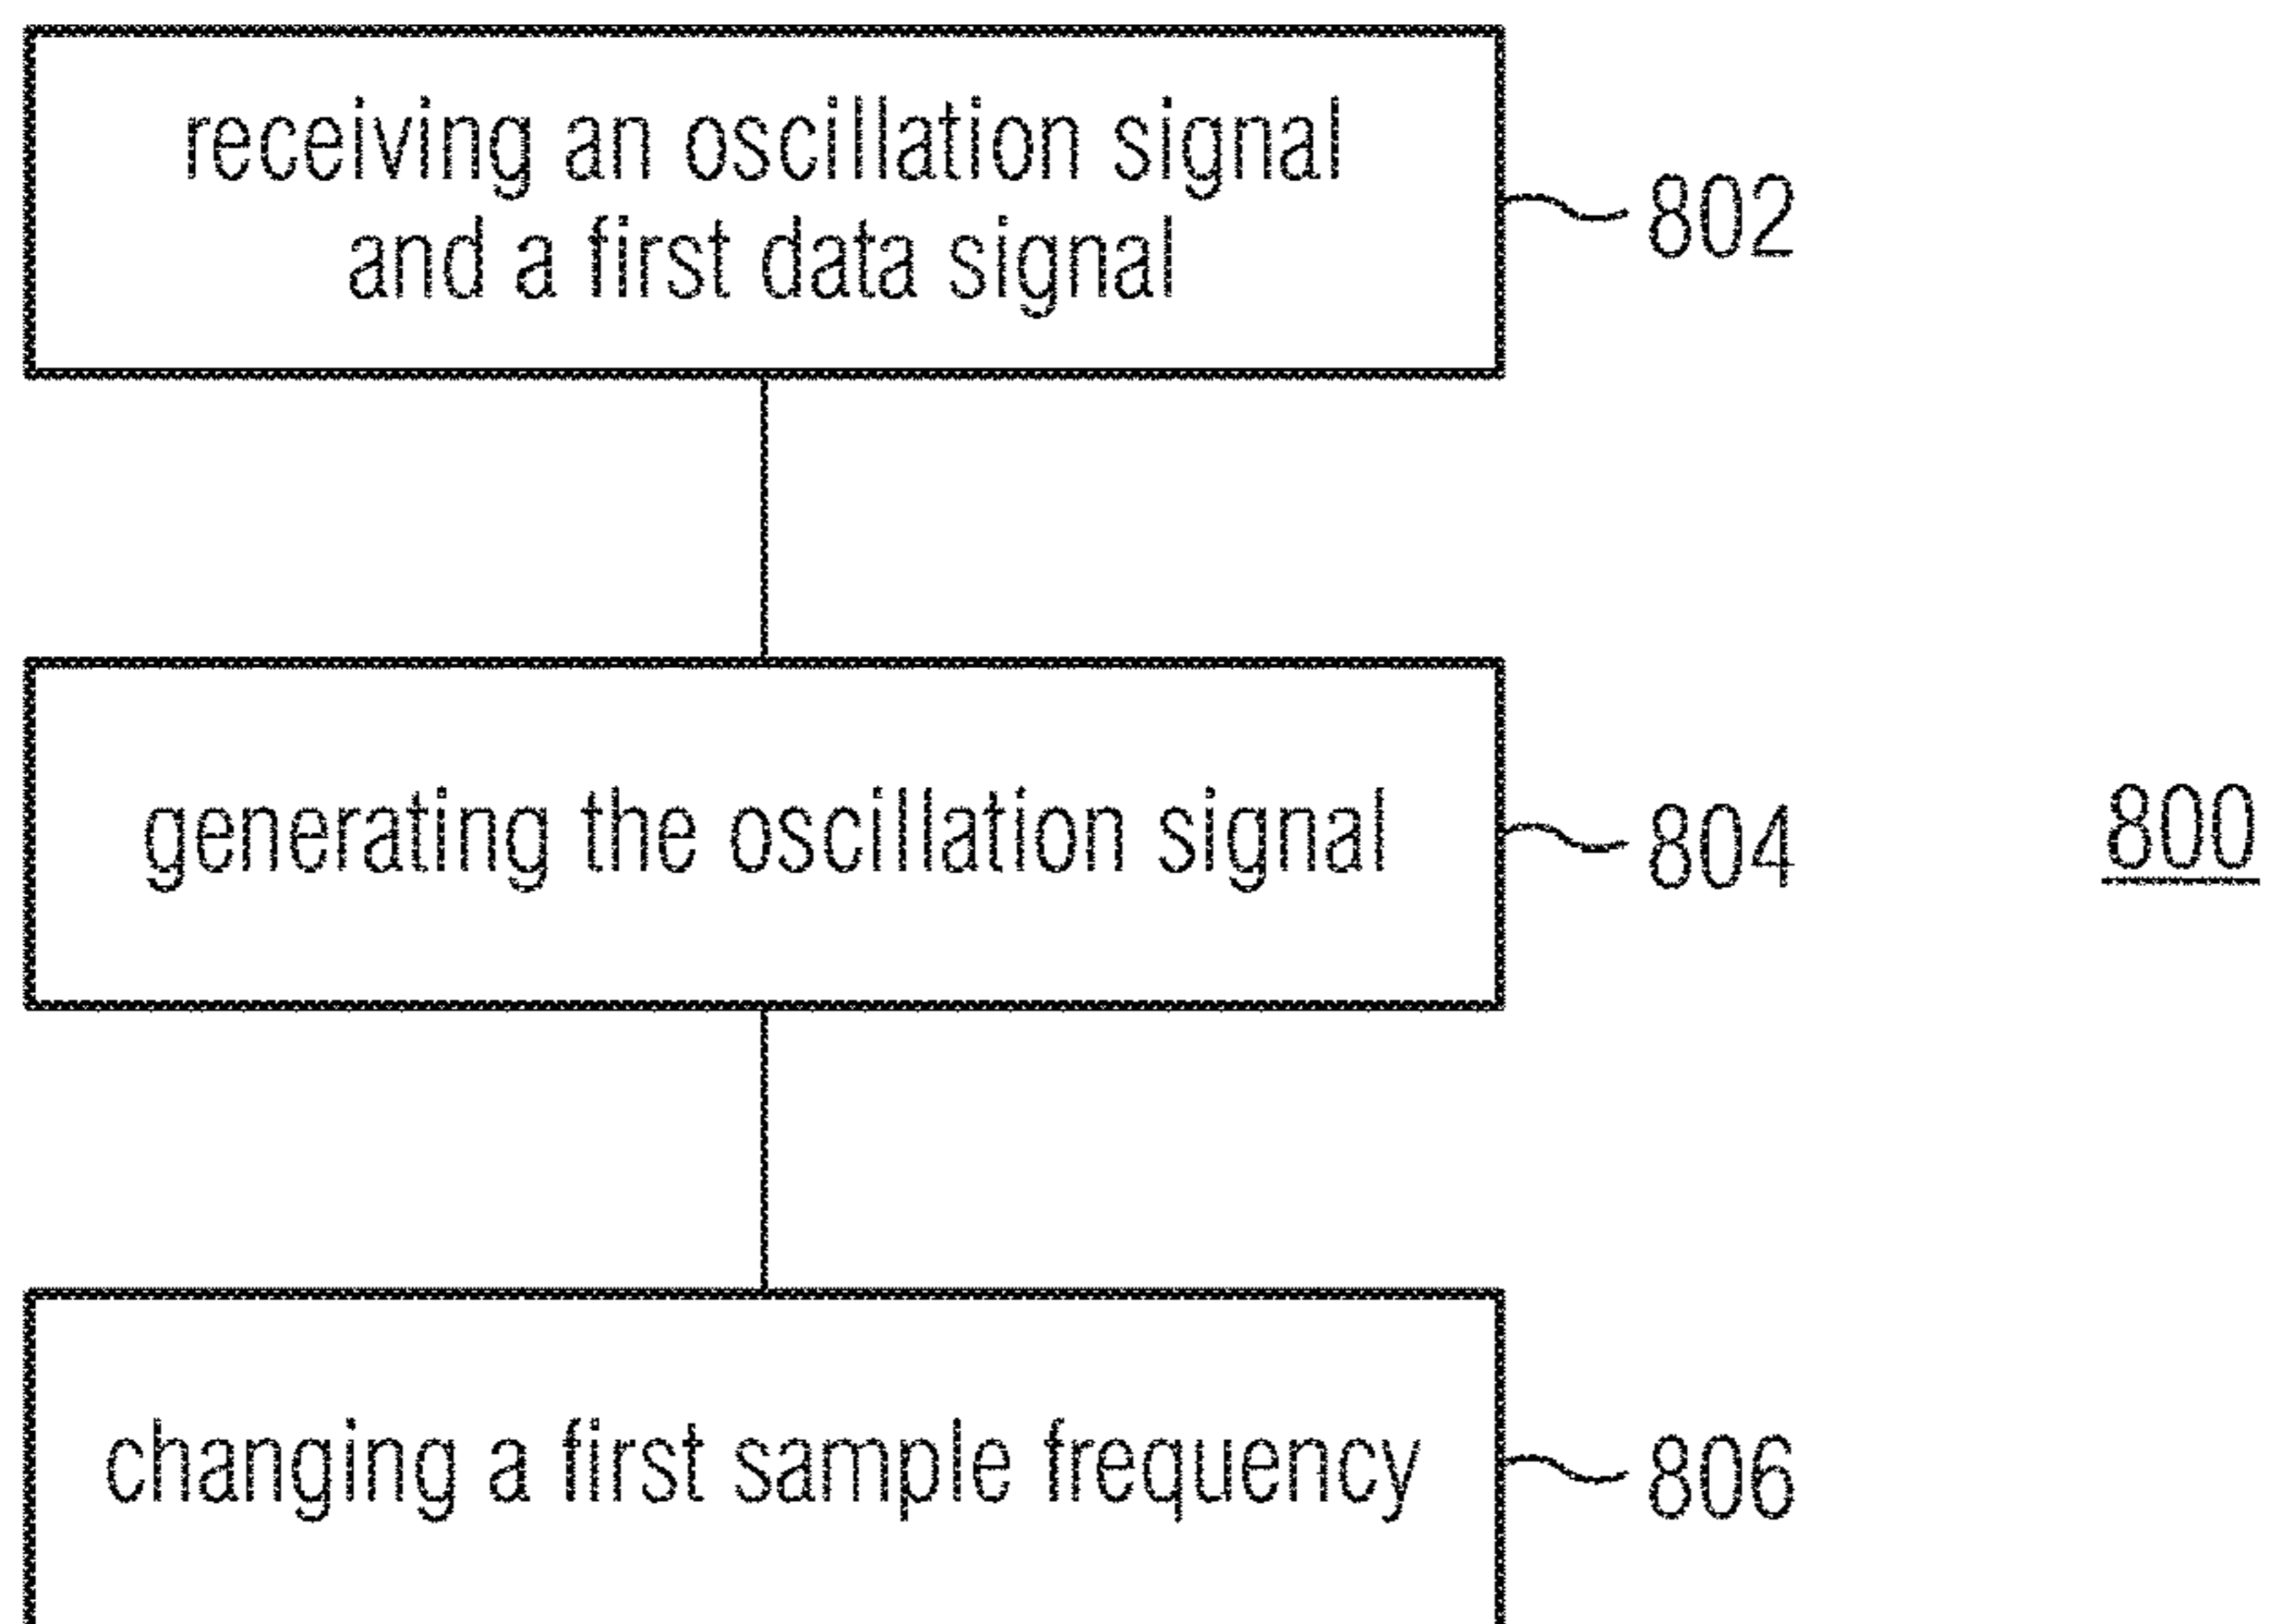 receiving an oscillation signal
and a first data signal
802
generating the oscillation signal
804
800
changing a first sample frequency
806